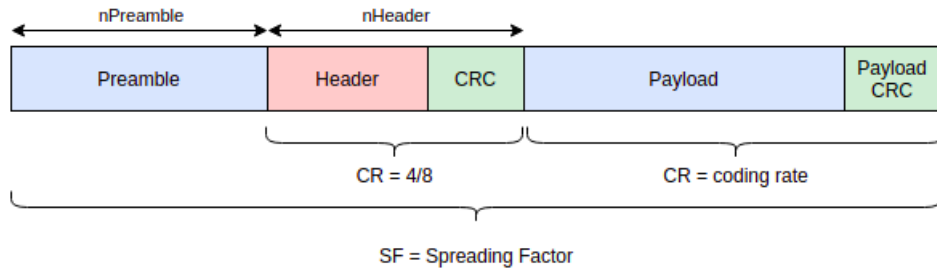 nPreamble
nHeader
Preamble
Header
CRC
Payload
Payload
CRC
CR = 4/8
CR = coding rate
SF = Spreading Factor